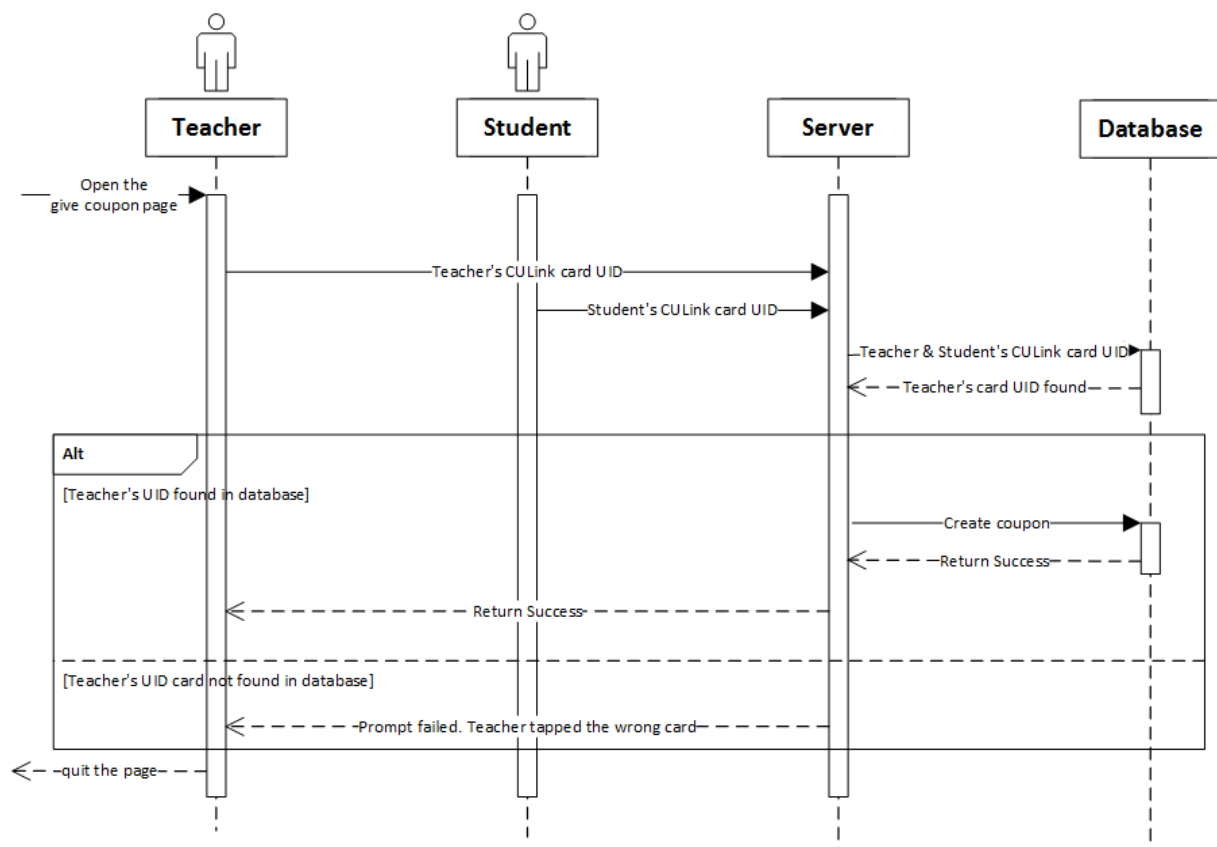 Teacher
Student
Server
Database
Open the
give coupon page
Teacher's CULink card UID
Student's CULink card UID
Teacher & Student's CULink card UID
Teacher's card UID found
Alt
[Teacher's UID found in database]
Create coupon
Return Success
Return Success
[Teacher's UID card not found in database]
Prompt failed. Teacher tapped the wrong card
quit the page